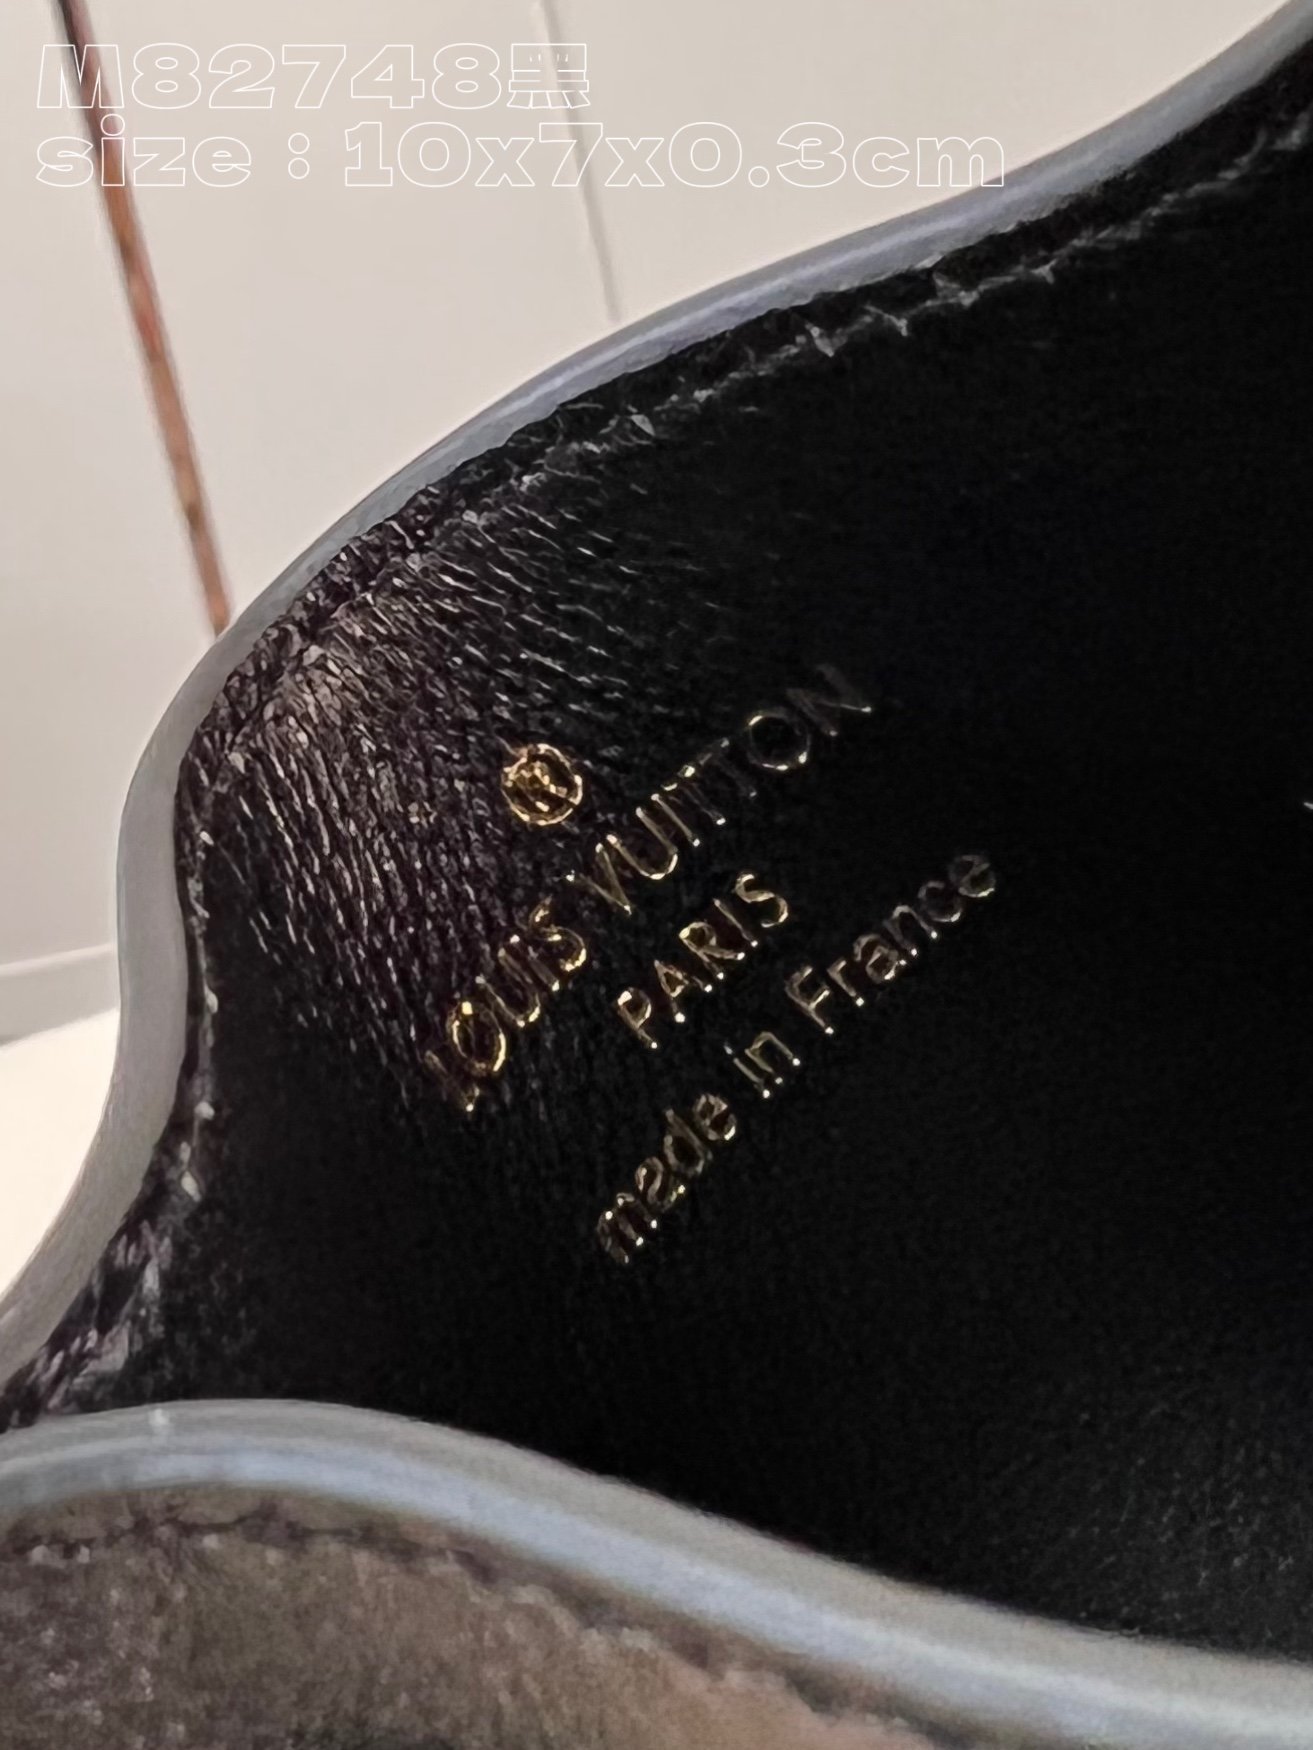 M82748黑
size：10x7x0.3cm
®
LOUIS VUITTON
PARIS
made in France